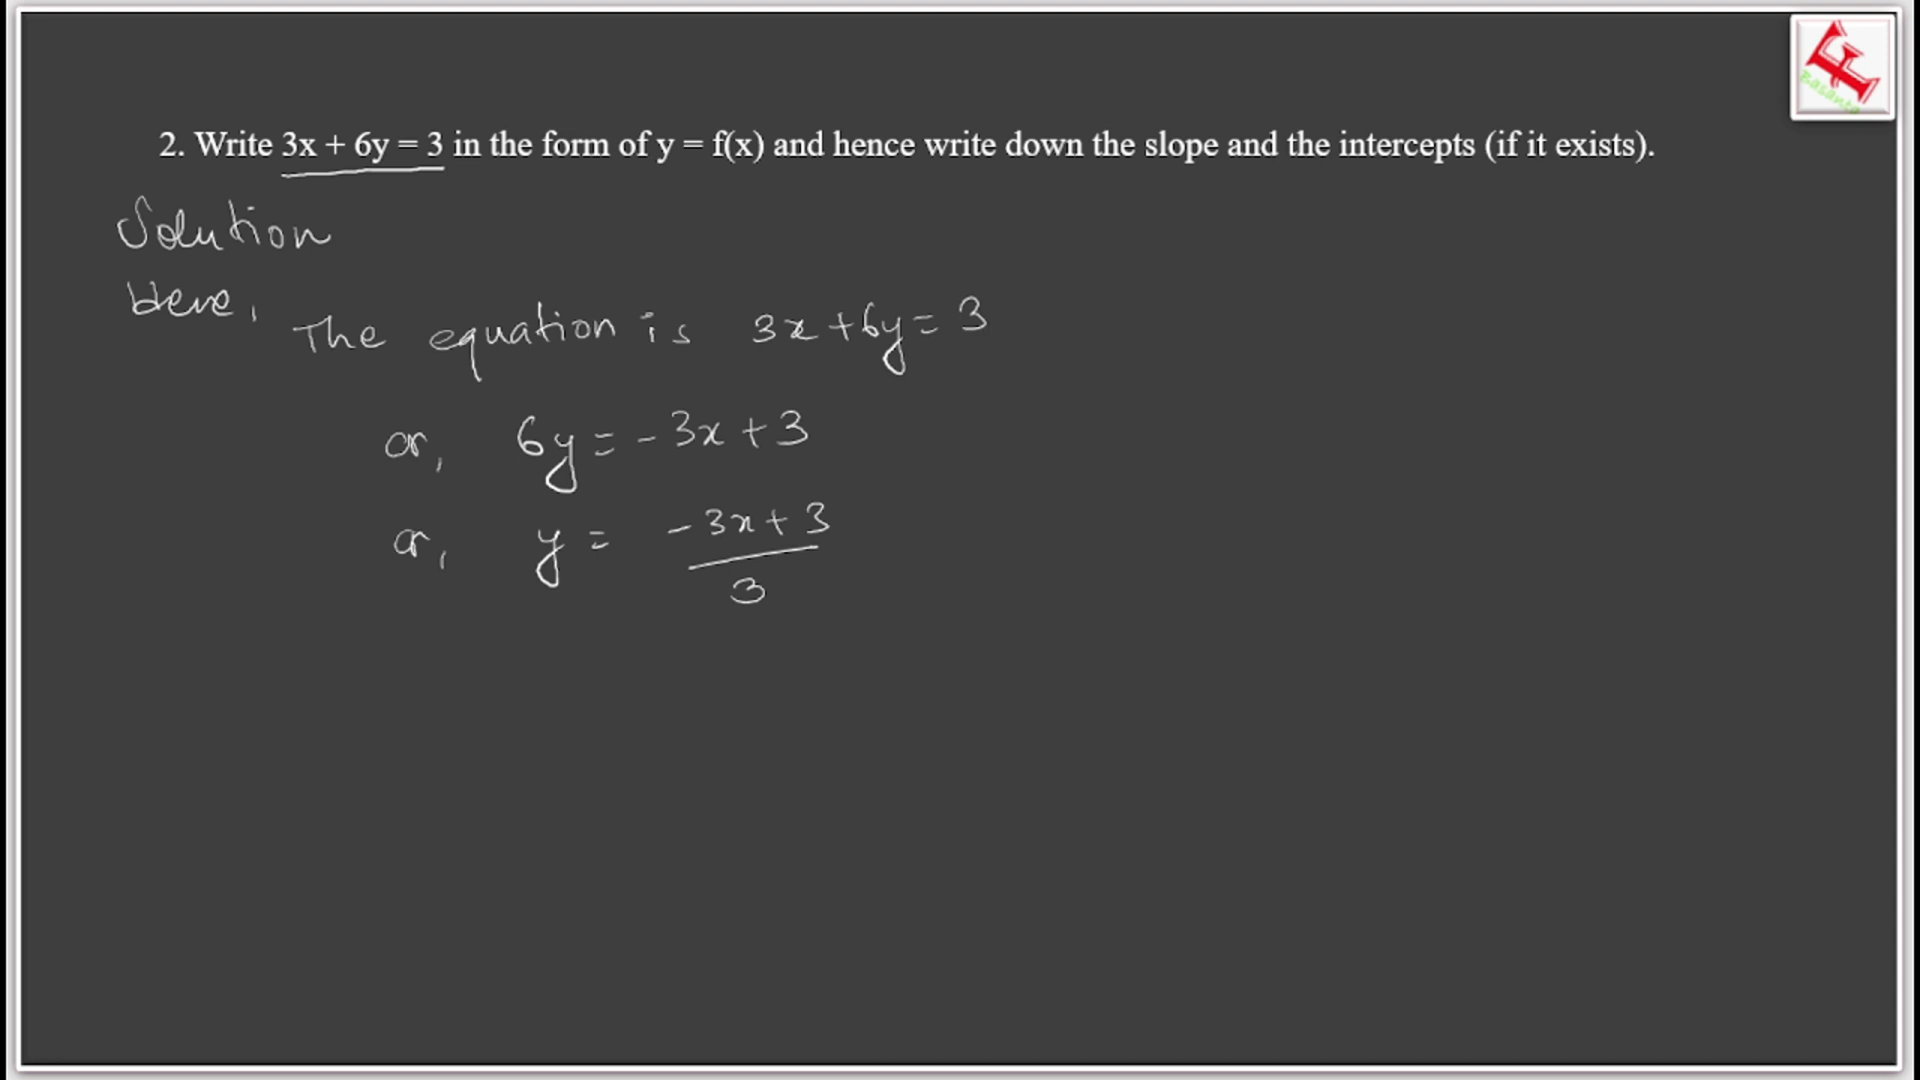 Basanta
2. Write 3x + 6y = 3 in the form of y = f(x) and hence write down the slope and the intercepts (if it exists).
Solution
Here,
The equation is 3x + 6y = 3
or, 6y = - 3x + 3
or, y = - 3x + 3
3